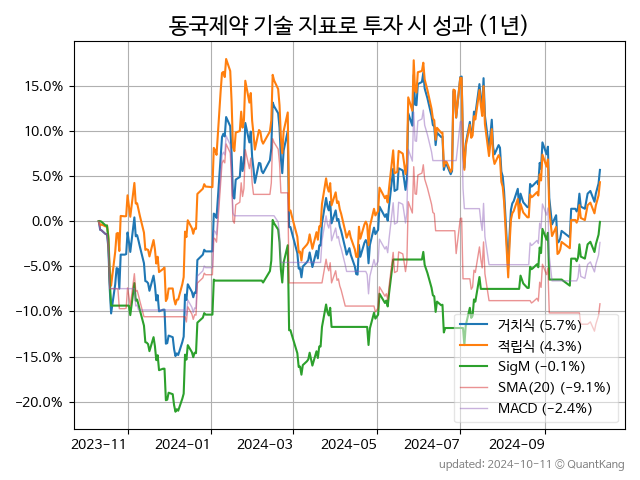 동국제약 기술 지표로 투자 시 성과 (1년)
15.0%
10.0%
5.0%
0.0%
−5.0%
−10.0%
−15.0%
−20.0%
거치식 (5.7%)
적립식 (4.3%)
SigM (−0.1%)
SMA(20) (−9.1%)
MACD (−2.4%)
2023−11 2024−01 2024−03 2024−05 2024−07 2024−09
updated: 2024-10-11 © QuantKang